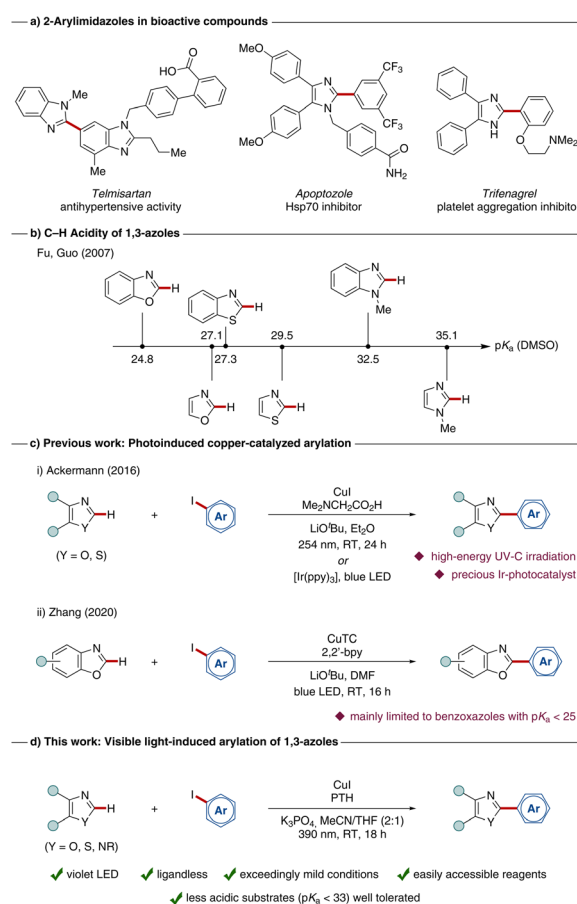 a) 2-Arylimidazoles in bioactive compounds
Me
N
N
N
N
Me
Me
O
HO
MeO
MeO
N
N
CF3
CF3
O
NH2
N
N
H
O
NMe2
Telmisartan
antihypertensive activity
Apoptozole
Hsp70 inhibitor
Trifenagrel
platelet aggregation inhibito
b) C–H Acidity of 1,3-azoles
Fu, Guo (2007)
N
O
H
N
S
H
N
N
Me
H
27.1
29.5
35.1
pKa (DMSO)
24.8
27.3
32.5
N
O
H
N
S
H
N
N
Me
H
c) Previous work: Photoinduced copper-catalyzed arylation
i) Ackermann (2016)
N
Y
H
(Y = O, S)
+
I
Ar
CuI
Me2NCH2CO2H
LiOtBu, Et2O
254 nm, RT, 24 h
or
[Ir(ppy)3], blue LED
N
Y
Ar
high-energy UV-C irradiation
precious Ir-photocatalyst
ii) Zhang (2020)
N
O
H
+
I
Ar
CuTC
2,2'-bpy
LiOtBu, DMF
blue LED, RT, 16 h
N
O
Ar
mainly limited to benzoxazoles with pKa < 25
d) This work: Visible light-induced arylation of 1,3-azoles
N
Y
H
(Y = O, S, NR)
+
I
Ar
CuI
PTH
K3PO4, MeCN/THF (2:1)
390 nm, RT, 18 h
N
Y
Ar
violet LED ligandless exceedingly mild conditions easily accessible reagents
less acidic substrates (pKa < 33) well tolerated